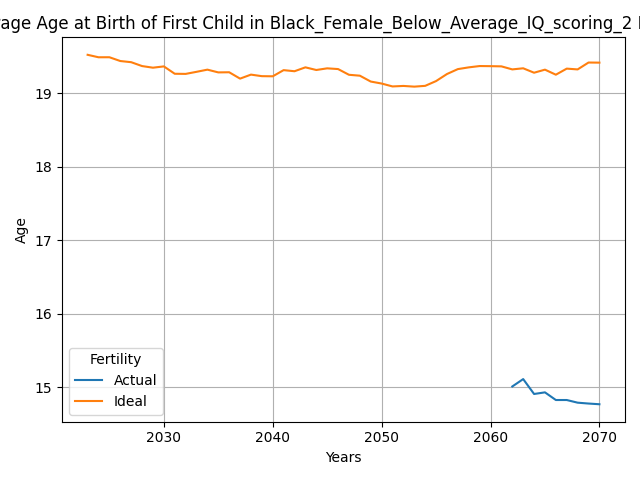 rage Age at Birth of First Child in Black_Female_Below_Average_IQ_scoring_2
19
18
17
16
15
Age
Fertility
Actual
Ideal
2030 2040 2050 2060 2070
Years